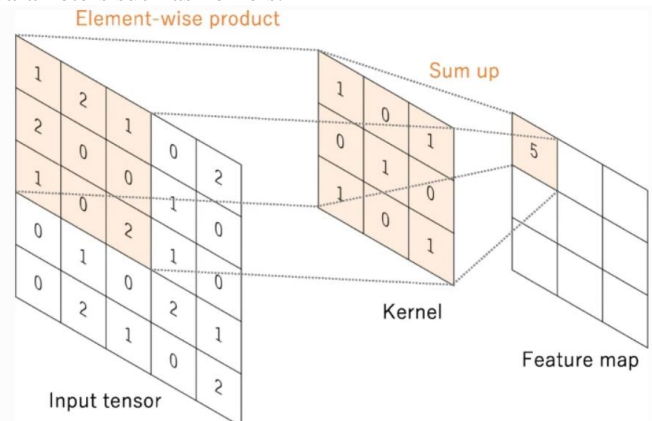 Element-wise product
Sum up
1 2 1 0 2
2 0 0 1 0
1 0 2 1 0
0 1 0 2 1
0 2 1 0 2
Input tensor
1 0 1
0 1 0
1 0 1
Kernel
5
Feature map